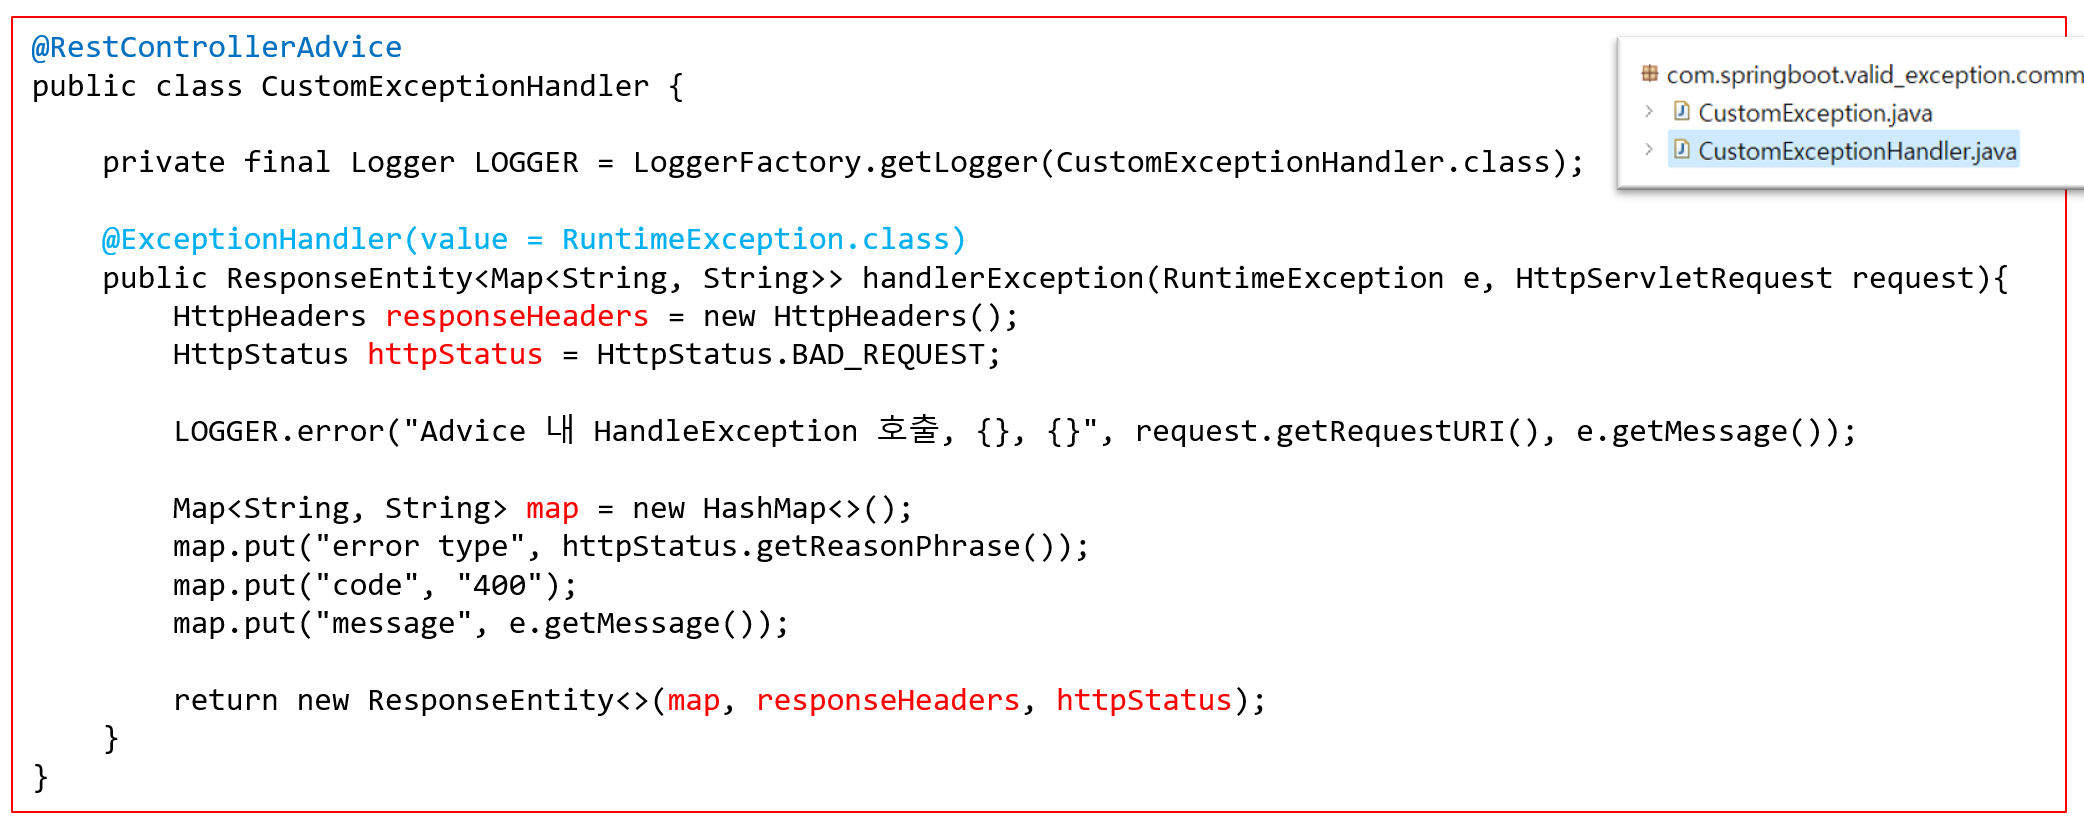 @RestControllerAdvice
public class CustomExceptionHandler {
private final Logger LOGGER = LoggerFactory.getLogger(CustomExceptionHandler.class);
@ExceptionHandler(value = RuntimeException.class)
public ResponseEntity<Map<String, String>> handlerException(RuntimeException e, HttpServletRequest request){
HttpHeaders responseHeaders = new HttpHeaders();
HttpStatus httpStatus = HttpStatus.BAD_REQUEST;
LOGGER.error("Advice 내 HandleException 호출, {}, {}", request.getRequestURI(), e.getMessage());
Map<String, String> map = new HashMap<>();
map.put("error type", httpStatus.getReasonPhrase());
map.put("code", "400");
map.put("message", e.getMessage());
return new ResponseEntity<>(map, responseHeaders, httpStatus);
}
}
com.springboot.valid_exception.comm
CustomException.java
CustomExceptionHandler.java